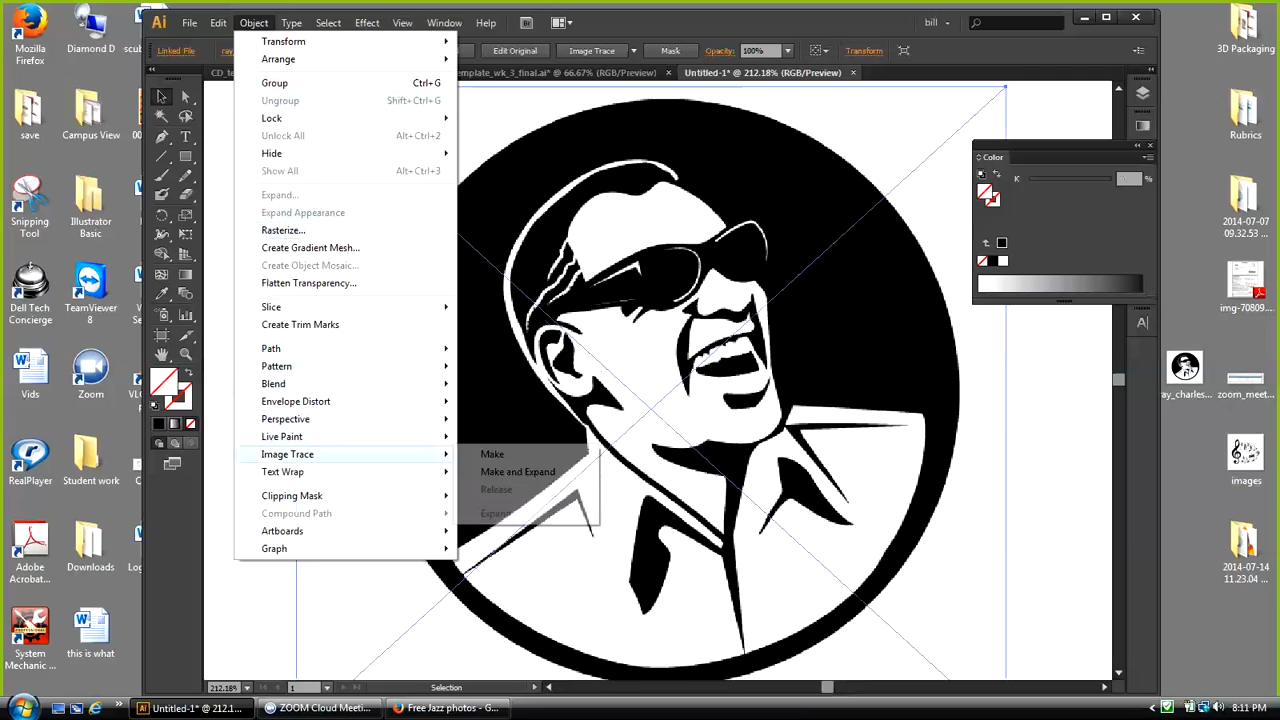 Ai File Edit Object Type Select Effect View Window Help Br bill
Linked File Edit Original Image Trace Mask Opacity: 100% Transform
template_wk_3_final.ai* @ 66.67% (RGB/Preview) × Untitled-1* @ 212.18% (RGB/Preview) ×
Transform
Arrange
Group Ctrl+G
Ungroup Shift+Ctrl+G
Lock
Unlock All Alt+Ctrl+2
Hide
Show All Alt+Ctrl+3
Expand...
Expand Appearance
Rasterize...
Create Gradient Mesh...
Create Object Mosaic...
Flatten Transparency...
Slice
Create Trim Marks
Path
Pattern
Blend
Envelope Distort
Perspective
Live Paint
Image Trace
Text Wrap
Clipping Mask
Compound Path
Artboards
Graph
Make
Make and Expand
Release
Expand
Color
K %
Mozilla
Firefox
Diamond D
save
Campus View
Snipping
Tool
Illustrator
Basic
Dell Tech
Concierge
TeamViewer
8
Vids
Zoom
RealPlayer
Student work
Adobe
Acrobat...
Downloads
System
Mechanic ...
this is what
3D Packaging
Rubrics
2014-07-07
09.32.53 ...
img-70809...
ray_charles...
zoom_meet...
images
2014-07-14
11.23.04 ...
212.18% 1 Selection
Untitled-1* @ 212.1... ZOOM Cloud Meeti... Free Jazz photos - G... 8:11 PM